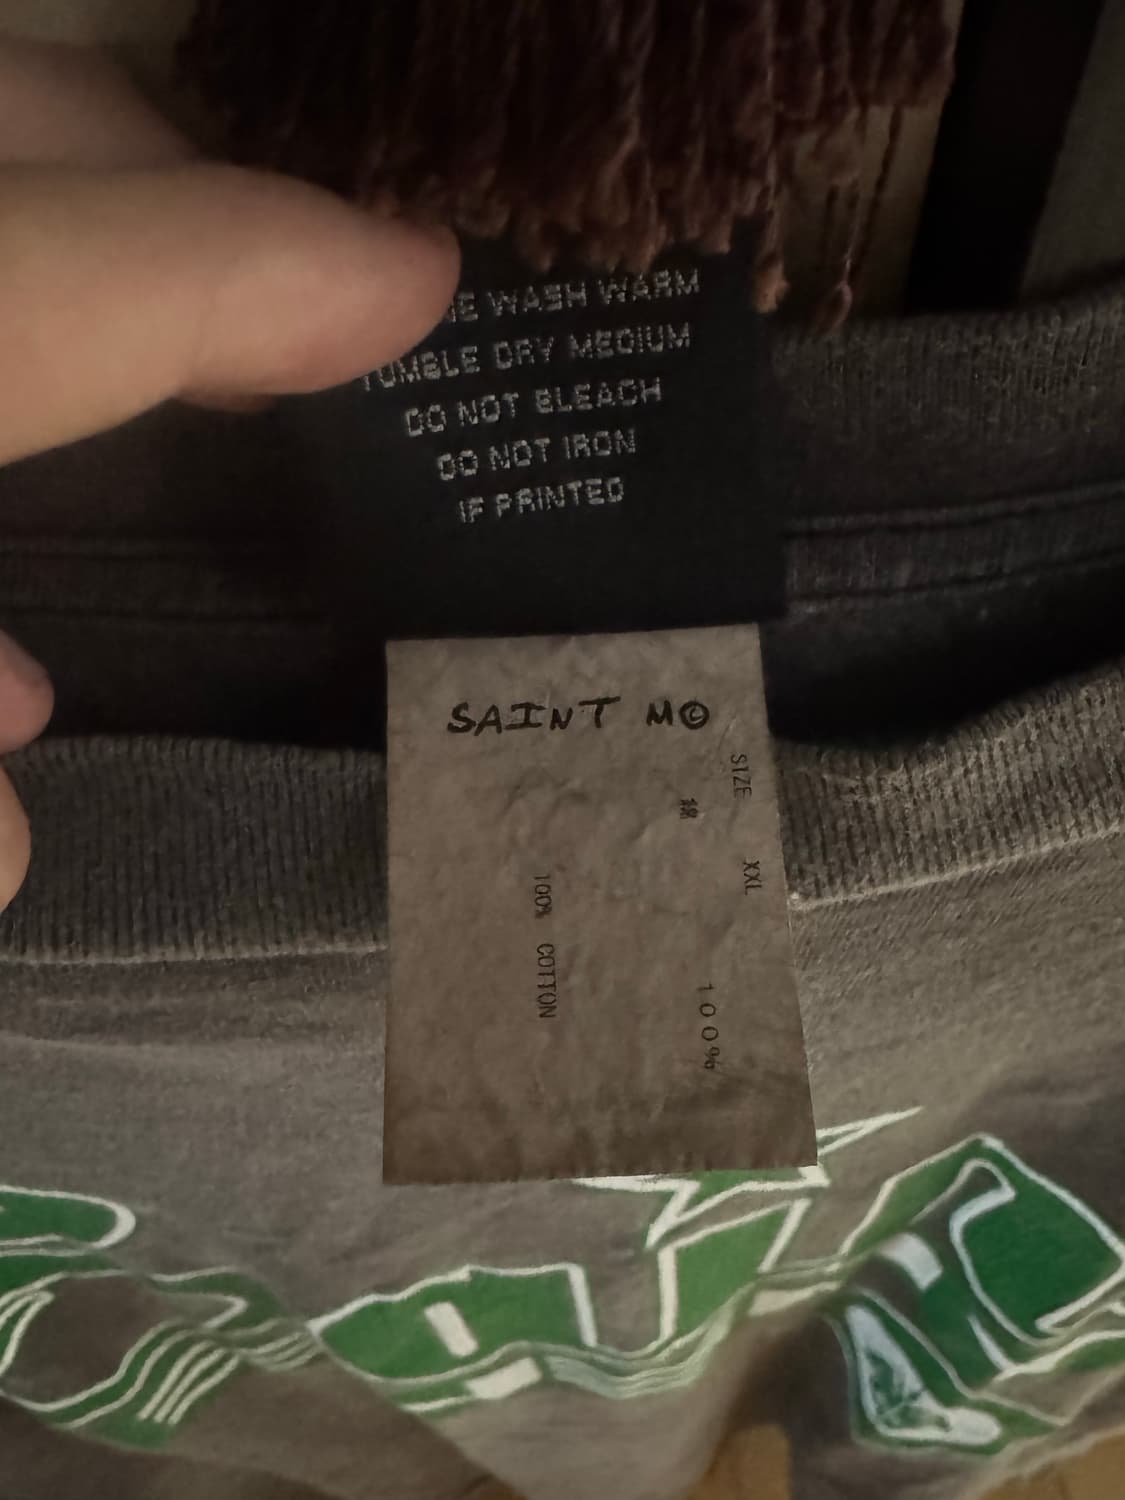 WASH WARM
TUMBLE DRY MEDIUM
DO NOT BLEACH
DO NOT IRON
IF PRINTED
SAINT M©
SIZE XXL
100% COTTON
100%